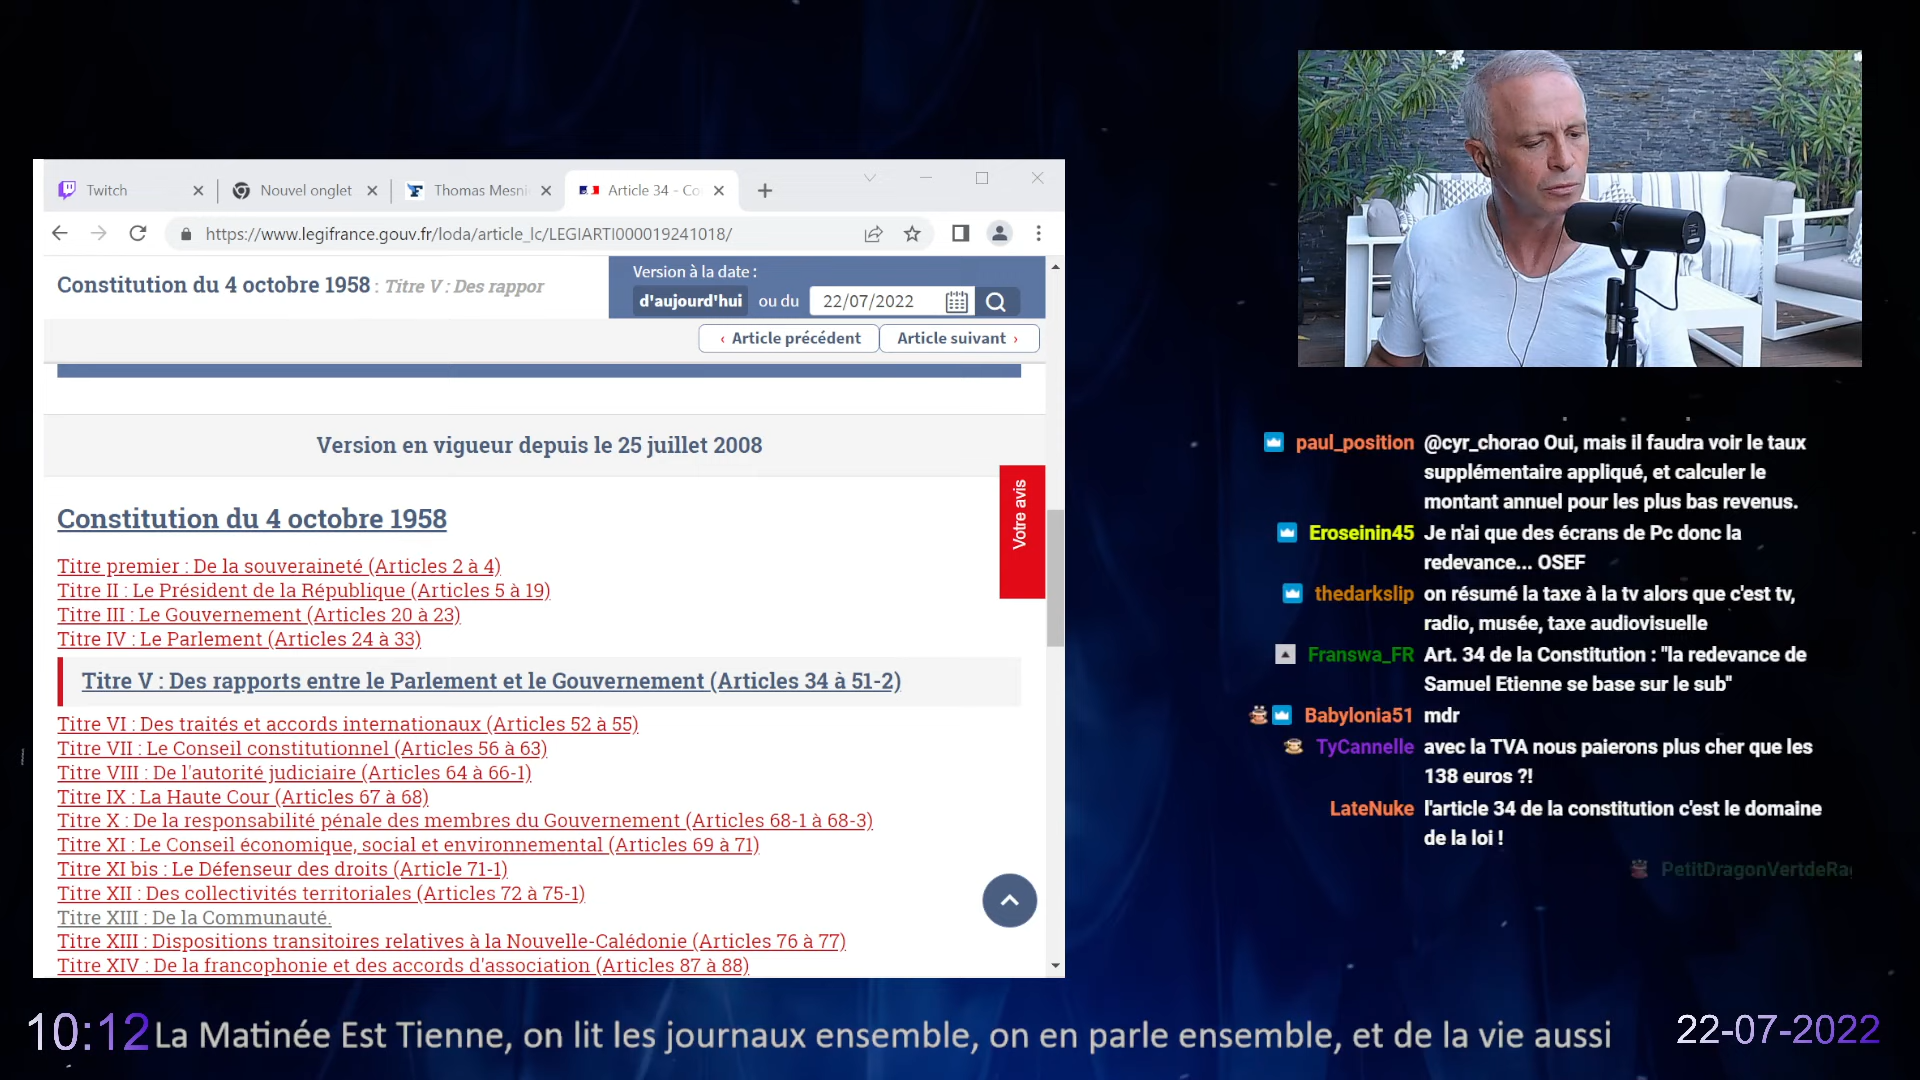 Twitch
Nouvel onglet
Thomas Mesni
Article 34 - Co
https://www.legifrance.gouv.fr/loda/article_lc/LEGIARTI000019241018/
Constitution du 4 octobre 1958 : Titre V : Des rappor
Version à la date :
d'aujourd'hui ou du 22/07/2022
‹ Article précédent
Article suivant ›
Version en vigueur depuis le 25 juillet 2008
Votre avis
Constitution du 4 octobre 1958
Titre premier : De la souveraineté (Articles 2 à 4)
Titre II : Le Président de la République (Articles 5 à 19)
Titre III : Le Gouvernement (Articles 20 à 23)
Titre IV : Le Parlement (Articles 24 à 33)
Titre V : Des rapports entre le Parlement et le Gouvernement (Articles 34 à 51-2)
Titre VI : Des traités et accords internationaux (Articles 52 à 55)
Titre VII : Le Conseil constitutionnel (Articles 56 à 63)
Titre VIII : De l'autorité judiciaire (Articles 64 à 66-1)
Titre IX : La Haute Cour (Articles 67 à 68)
Titre X : De la responsabilité pénale des membres du Gouvernement (Articles 68-1 à 68-3)
Titre XI : Le Conseil économique, social et environnemental (Articles 69 à 71)
Titre XI bis : Le Défenseur des droits (Article 71-1)
Titre XII : Des collectivités territoriales (Articles 72 à 75-1)
Titre XIII : De la Communauté.
Titre XIII : Dispositions transitoires relatives à la Nouvelle-Calédonie (Articles 76 à 77)
Titre XIV : De la francophonie et des accords d'association (Articles 87 à 88)
paul_position @cyr_chorao Oui, mais il faudra voir le taux
supplémentaire appliqué, et calculer le
montant annuel pour les plus bas revenus.
Eroseinin45 Je n'ai que des écrans de Pc donc la
redevance... OSEF
thedarkslip on résumé la taxe à la tv alors que c'est tv,
radio, musée, taxe audiovisuelle
Franswa_FR Art. 34 de la Constitution : "la redevance de
Samuel Etienne se base sur le sub"
Babylonia51 mdr
TyCannelle avec la TVA nous paierons plus cher que les
138 euros ?!
LateNuke l'article 34 de la constitution c'est le domaine
de la loi !
PetitDragonVertdeRa
10:12 La Matinée Est Tienne, on lit les journaux ensemble, on en parle ensemble, et de la vie aussi 22-07-2022